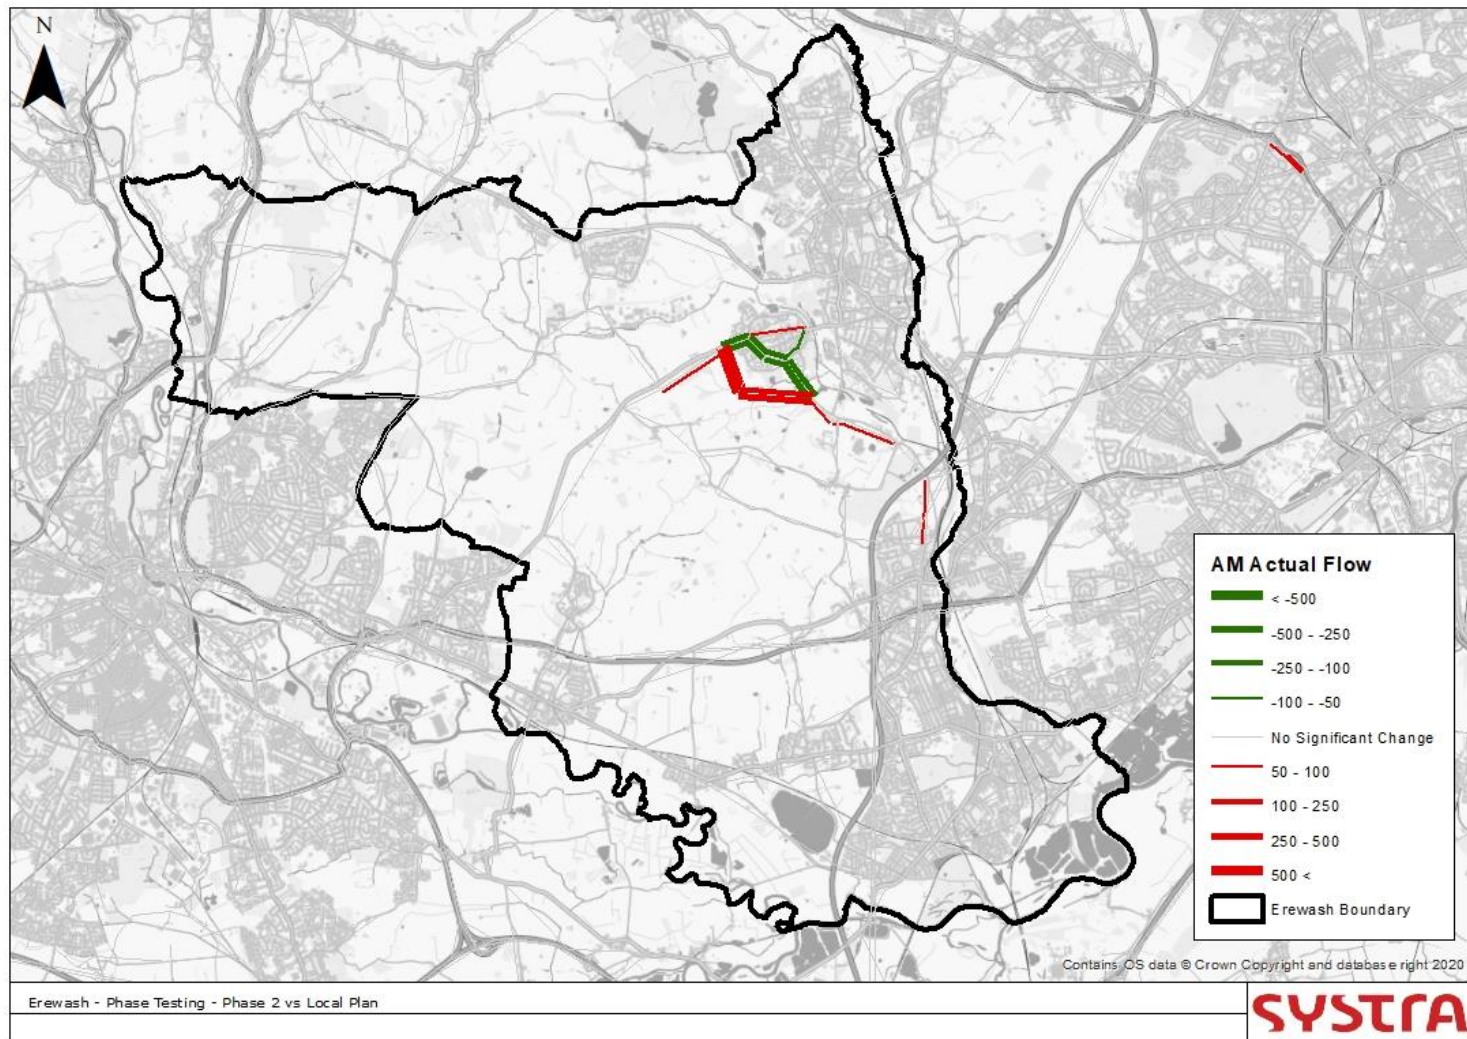 N
AM Actual Flow
< -500
-500 - -250
-250 - -100
-100 - -50
No Significant Change
50 - 100
100 - 250
250 - 500
500 <
Erewash Boundary
Contains OS data © Crown Copyright and database right 2020
Erewash - Phase Testing - Phase 2 vs Local Plan
SYSTRA